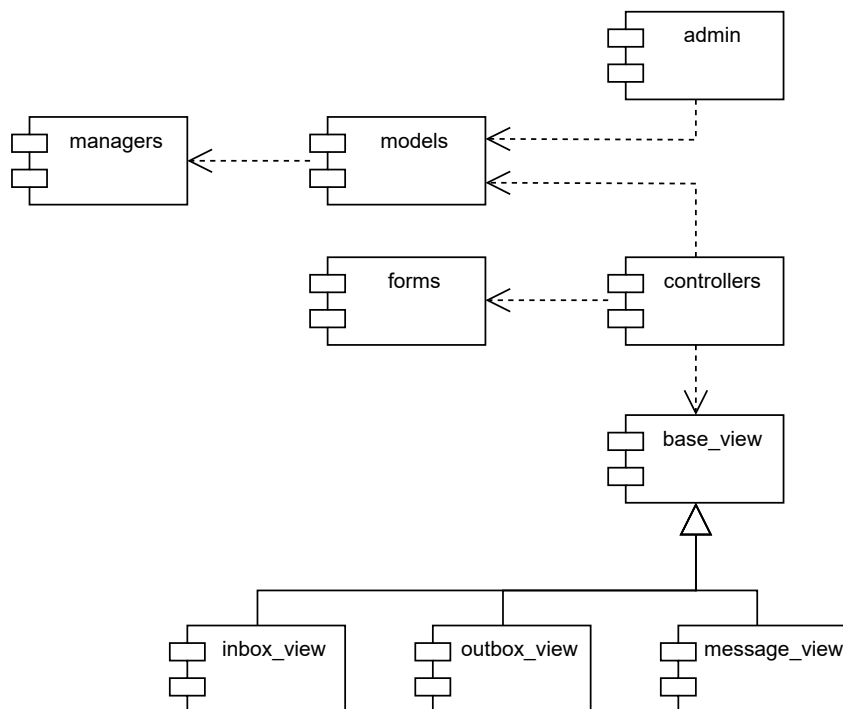 admin
managers
models
forms
controllers
base_view
inbox_view
outbox_view
message_view